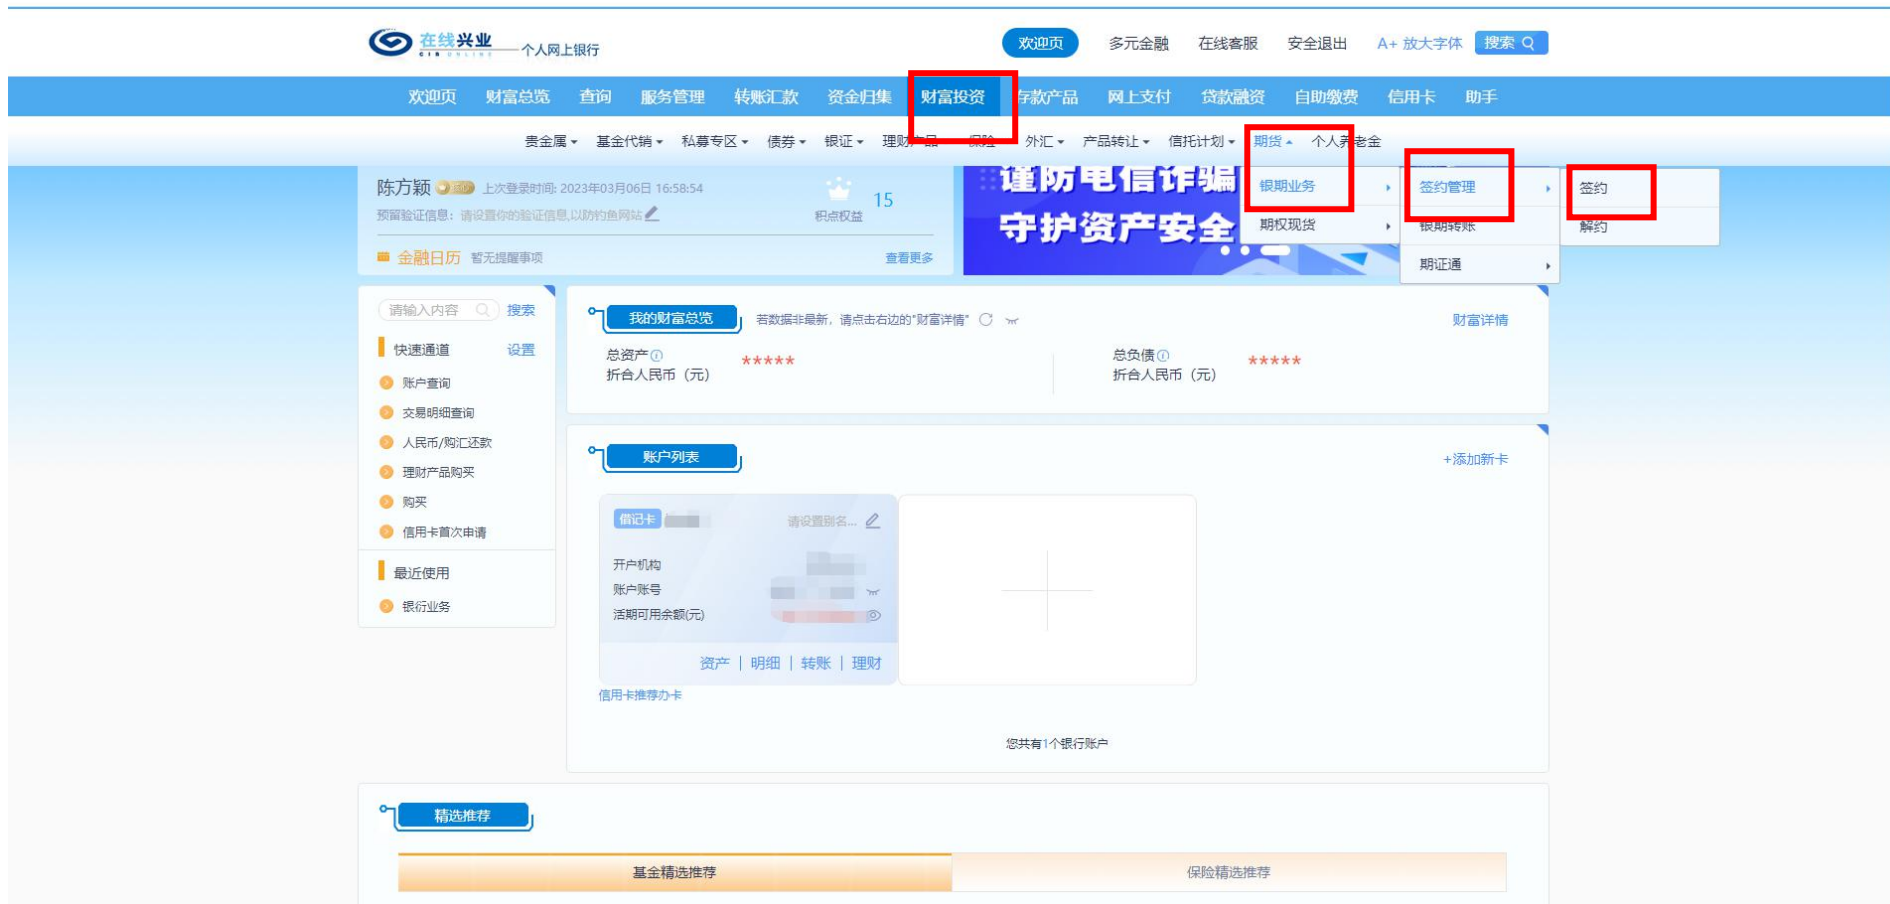 在线兴业 个人网上银行
CIB ONLINE
欢迎页 多元金融 在线客服 安全退出 A+ 放大字体 搜索
欢迎页 财富总览 查询 服务管理 转账汇款 资金归集 财富投资 存款产品 网上支付 贷款融资 自助缴费 信用卡 助手
贵金属 基金代销 私募专区 债券 银证 理财产品 保险 外汇 产品转让 信托计划 期货 个人养老金
陈方颖 上次登录时间: 2023年03月06日 16:58:54
预留验证信息：请设置你的验证信息,以防钓鱼网站
积点权益 15
金融日历 暂无提醒事项 查看更多
谨防电信诈骗
守护资产安全
银期业务
期权现货
签约管理
银期转账
期证通
签约
解约
请输入内容 搜索
快速通道 设置
账户查询
交易明细查询
人民币/购汇还款
理财产品购买
购买
信用卡首次申请
最近使用
银衍业务
我的财富总览 若数据非最新，请点击右边的"财富详情" 财富详情
总资产
折合人民币（元） *****
总负债
折合人民币（元） *****
账户列表 +添加新卡
借记卡 请设置别名...
开户机构
账户账号
活期可用余额(元)
资产 | 明细 | 转账 | 理财
信用卡推荐办卡
您共有1个银行账户
精选推荐
基金精选推荐 保险精选推荐